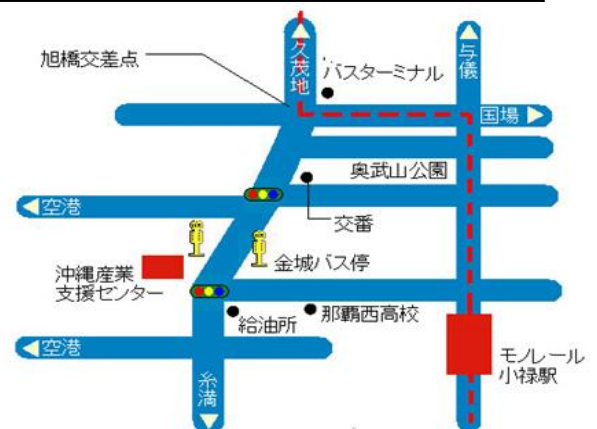 久茂地
与儀
旭橋交差点
バスターミナル
国場
奥武山公園
空港
交番
金城バス停
沖縄産業
支援センター
給油所
那覇西高校
空港
モノレール
小禄駅
糸満